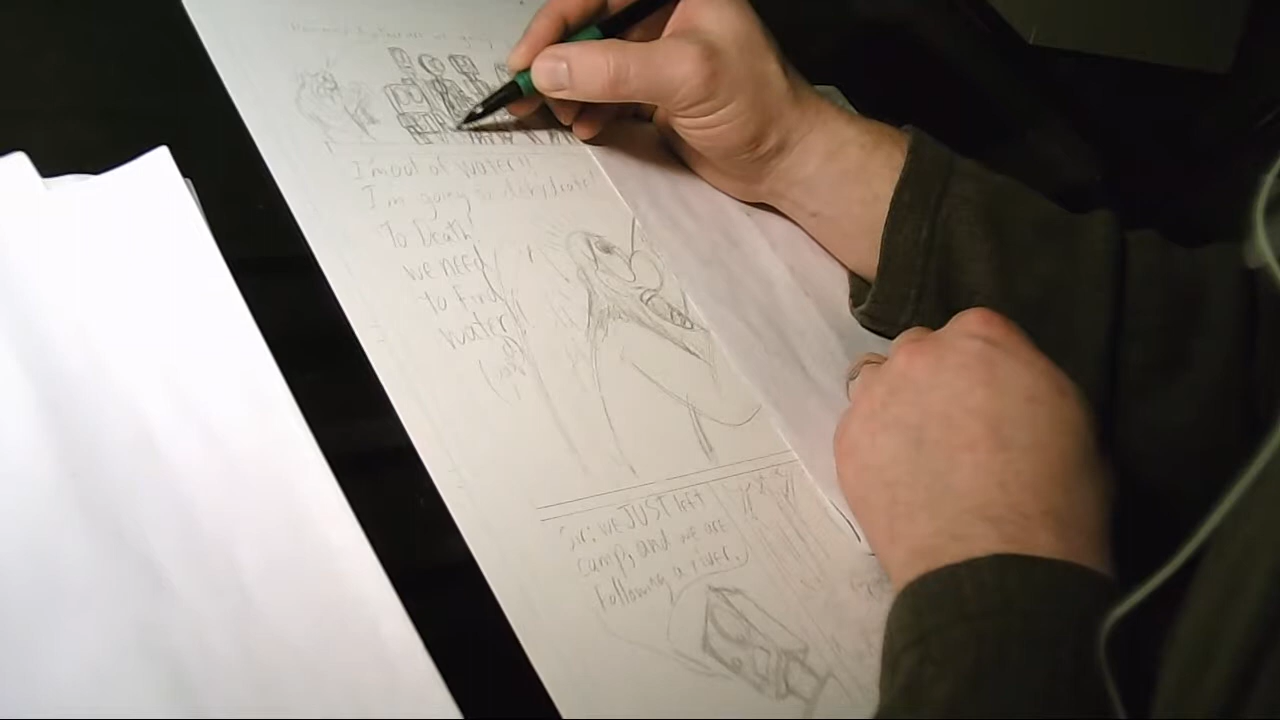 I'm out of water!!
I'm going to dehydrate!
To Death
we need
to find
water!!
Sir: we JUST left
camp, and we are
Following a river.